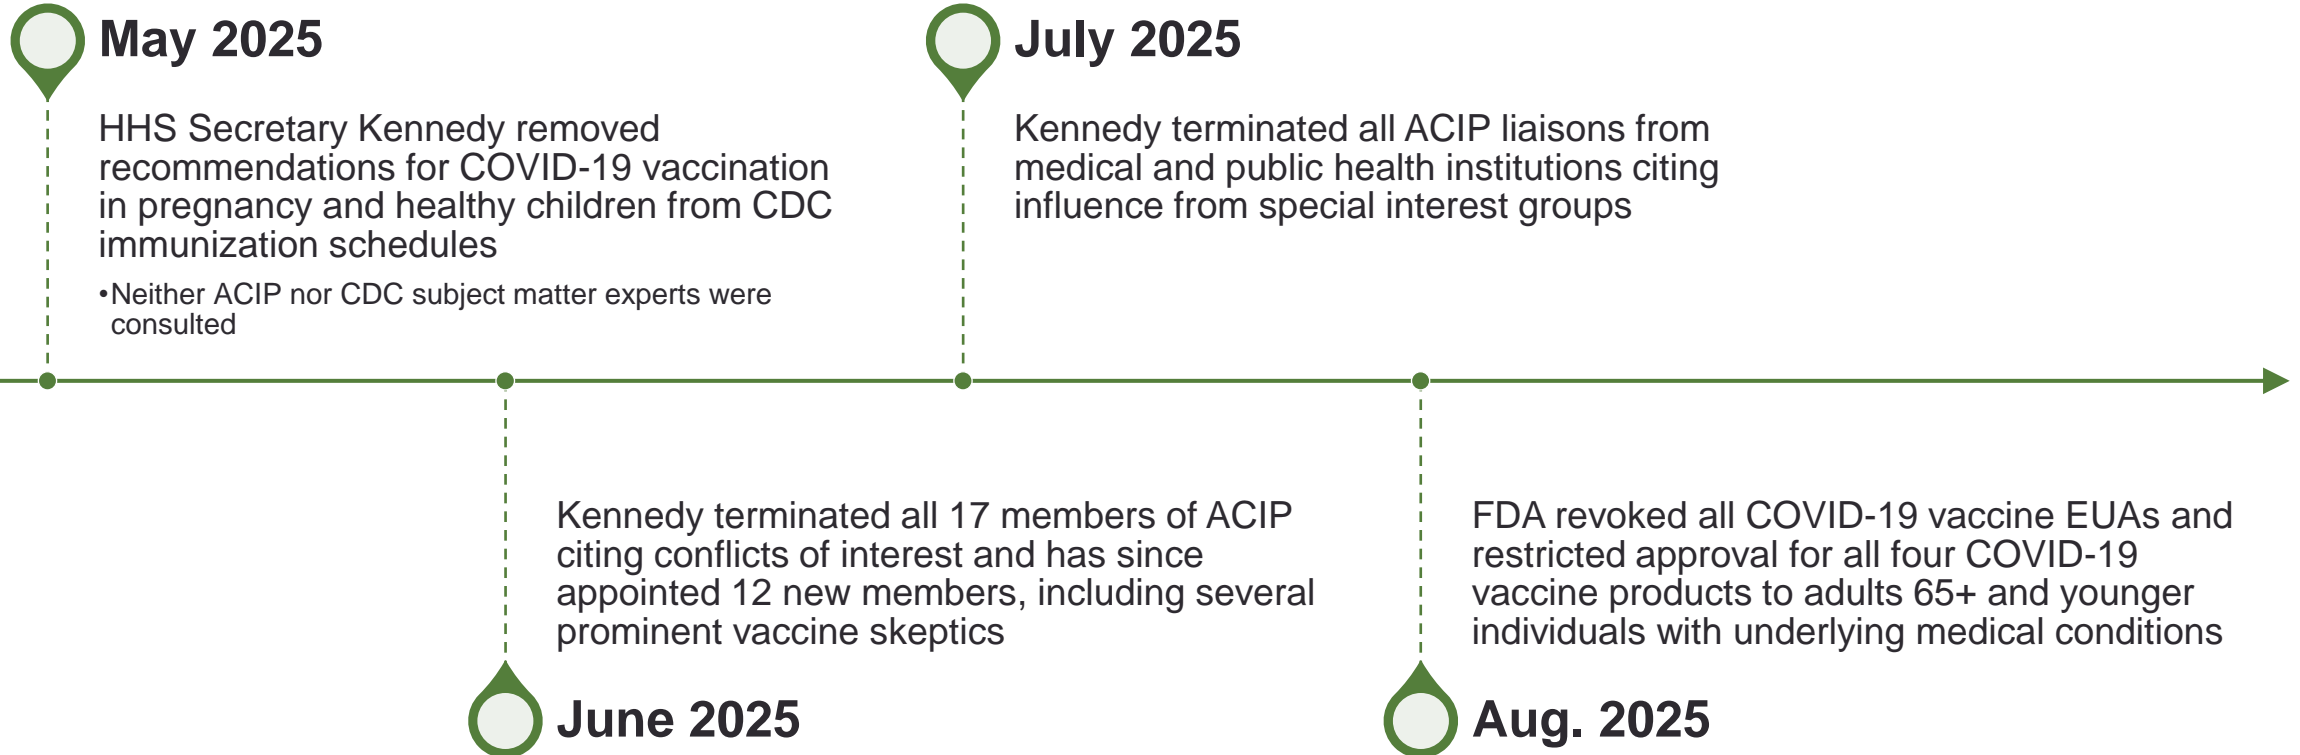 May 2025
HHS Secretary Kennedy removed
recommendations for COVID-19 vaccination
in pregnancy and healthy children from CDC
immunization schedules
•Neither ACIP nor CDC subject matter experts were
consulted
Kennedy terminated all 17 members of ACIP
citing conflicts of interest and has since
appointed 12 new members, including several
prominent vaccine skeptics
June 2025
July 2025
Kennedy terminated all ACIP liaisons from
medical and public health institutions citing
influence from special interest groups
FDA revoked all COVID-19 vaccine EUAs and
restricted approval for all four COVID-19
vaccine products to adults 65+ and younger
individuals with underlying medical conditions
Aug. 2025